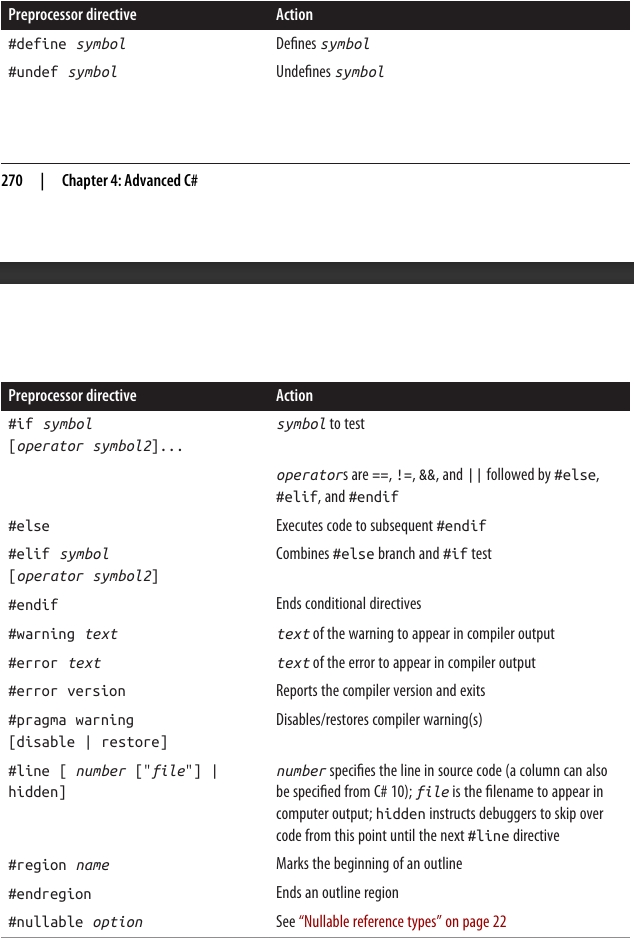 Preprocessor directive Action
#define symbol Defines symbol
#undef symbol Undefines symbol
270 | Chapter 4: Advanced C#
Preprocessor directive Action
#if symbol symbol to test
[operator symbol2]...
operators are ==, !=, &&, and || followed by #else,
#elif, and #endif
#else Executes code to subsequent #endif
#elif symbol Combines #else branch and #if test
[operator symbol2]
#endif Ends conditional directives
#warning text text of the warning to appear in compiler output
#error text text of the error to appear in compiler output
#error version Reports the compiler version and exits
#pragma warning Disables/restores compiler warning(s)
[disable | restore]
#line [ number ["file"] | number specifies the line in source code (a column can also
hidden] be specified from C# 10); file is the filename to appear in
computer output; hidden instructs debuggers to skip over
code from this point until the next #line directive
#region name Marks the beginning of an outline
#endregion Ends an outline region
#nullable option See “Nullable reference types” on page 22